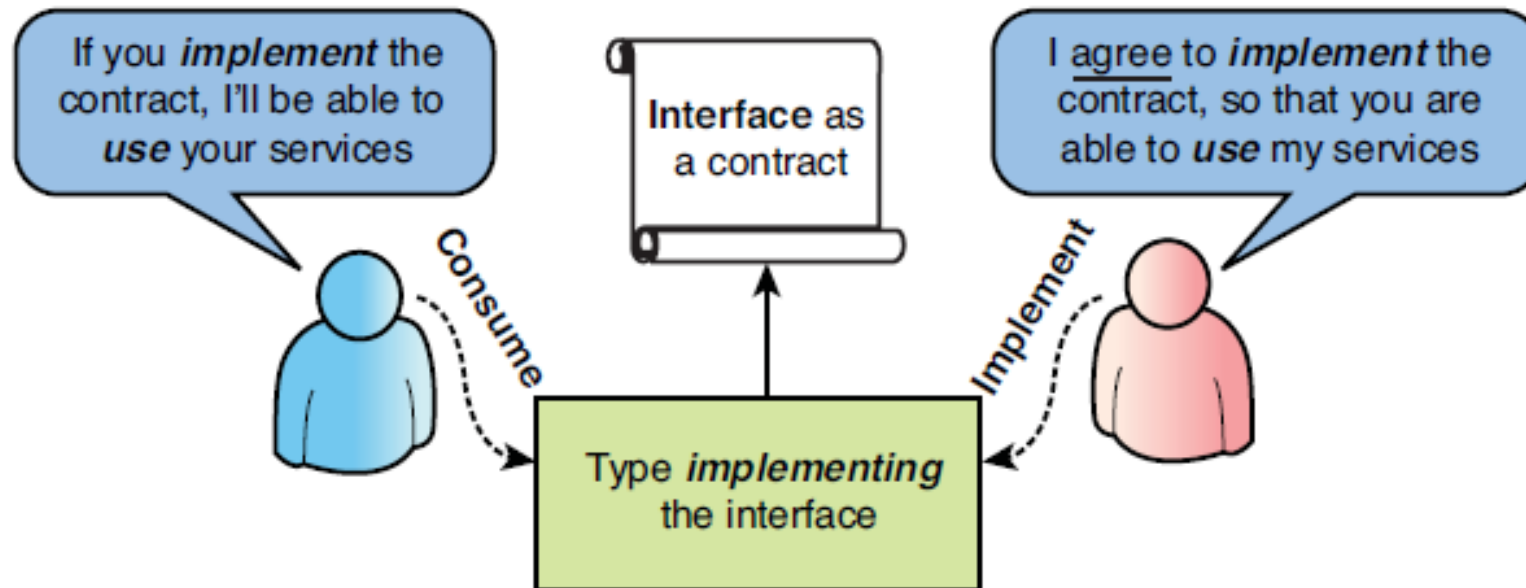 If you implement the
contract, I'll be able to
use your services
Interface as
a contract
I agree to implement the
contract, so that you are
able to use my services
Consume
Implement
Type implementing
the interface